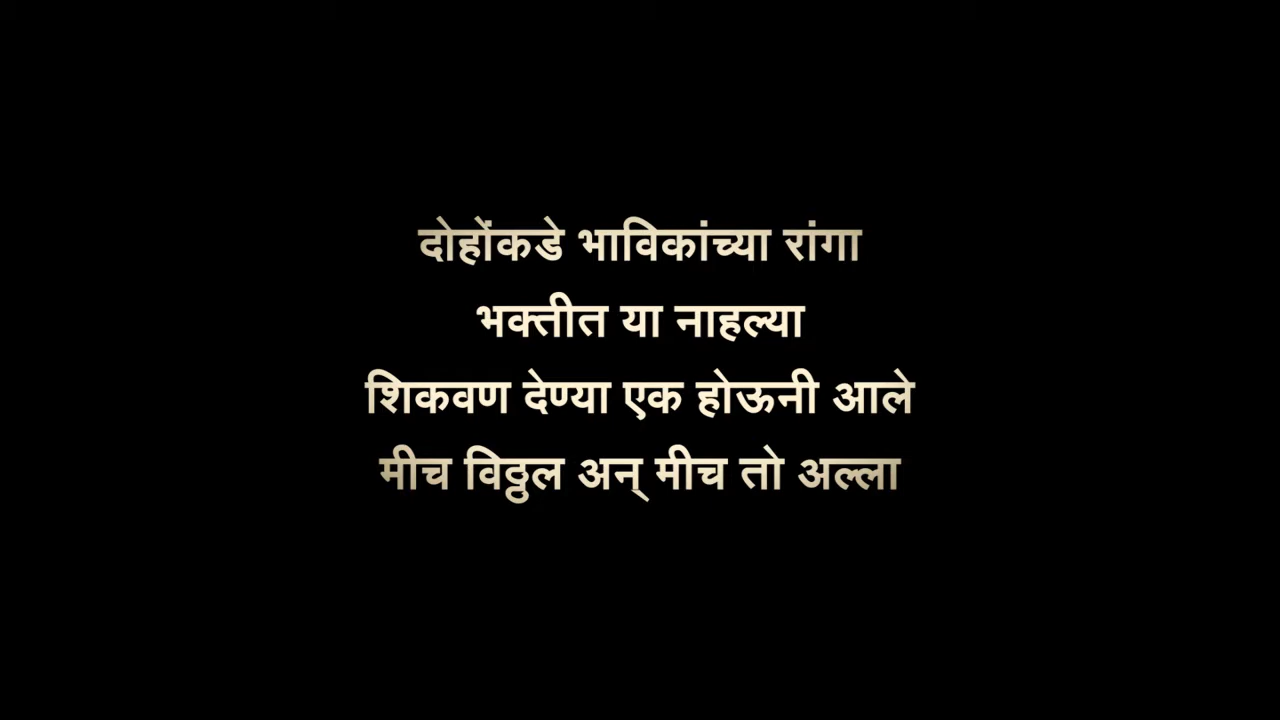 दोहोंकडे भाविकांच्या रांगा
भक्तीत या नाहल्या
शिकवण देण्या एक होऊनी आले
मीच विठ्ठल अन् मीच तो अल्ला